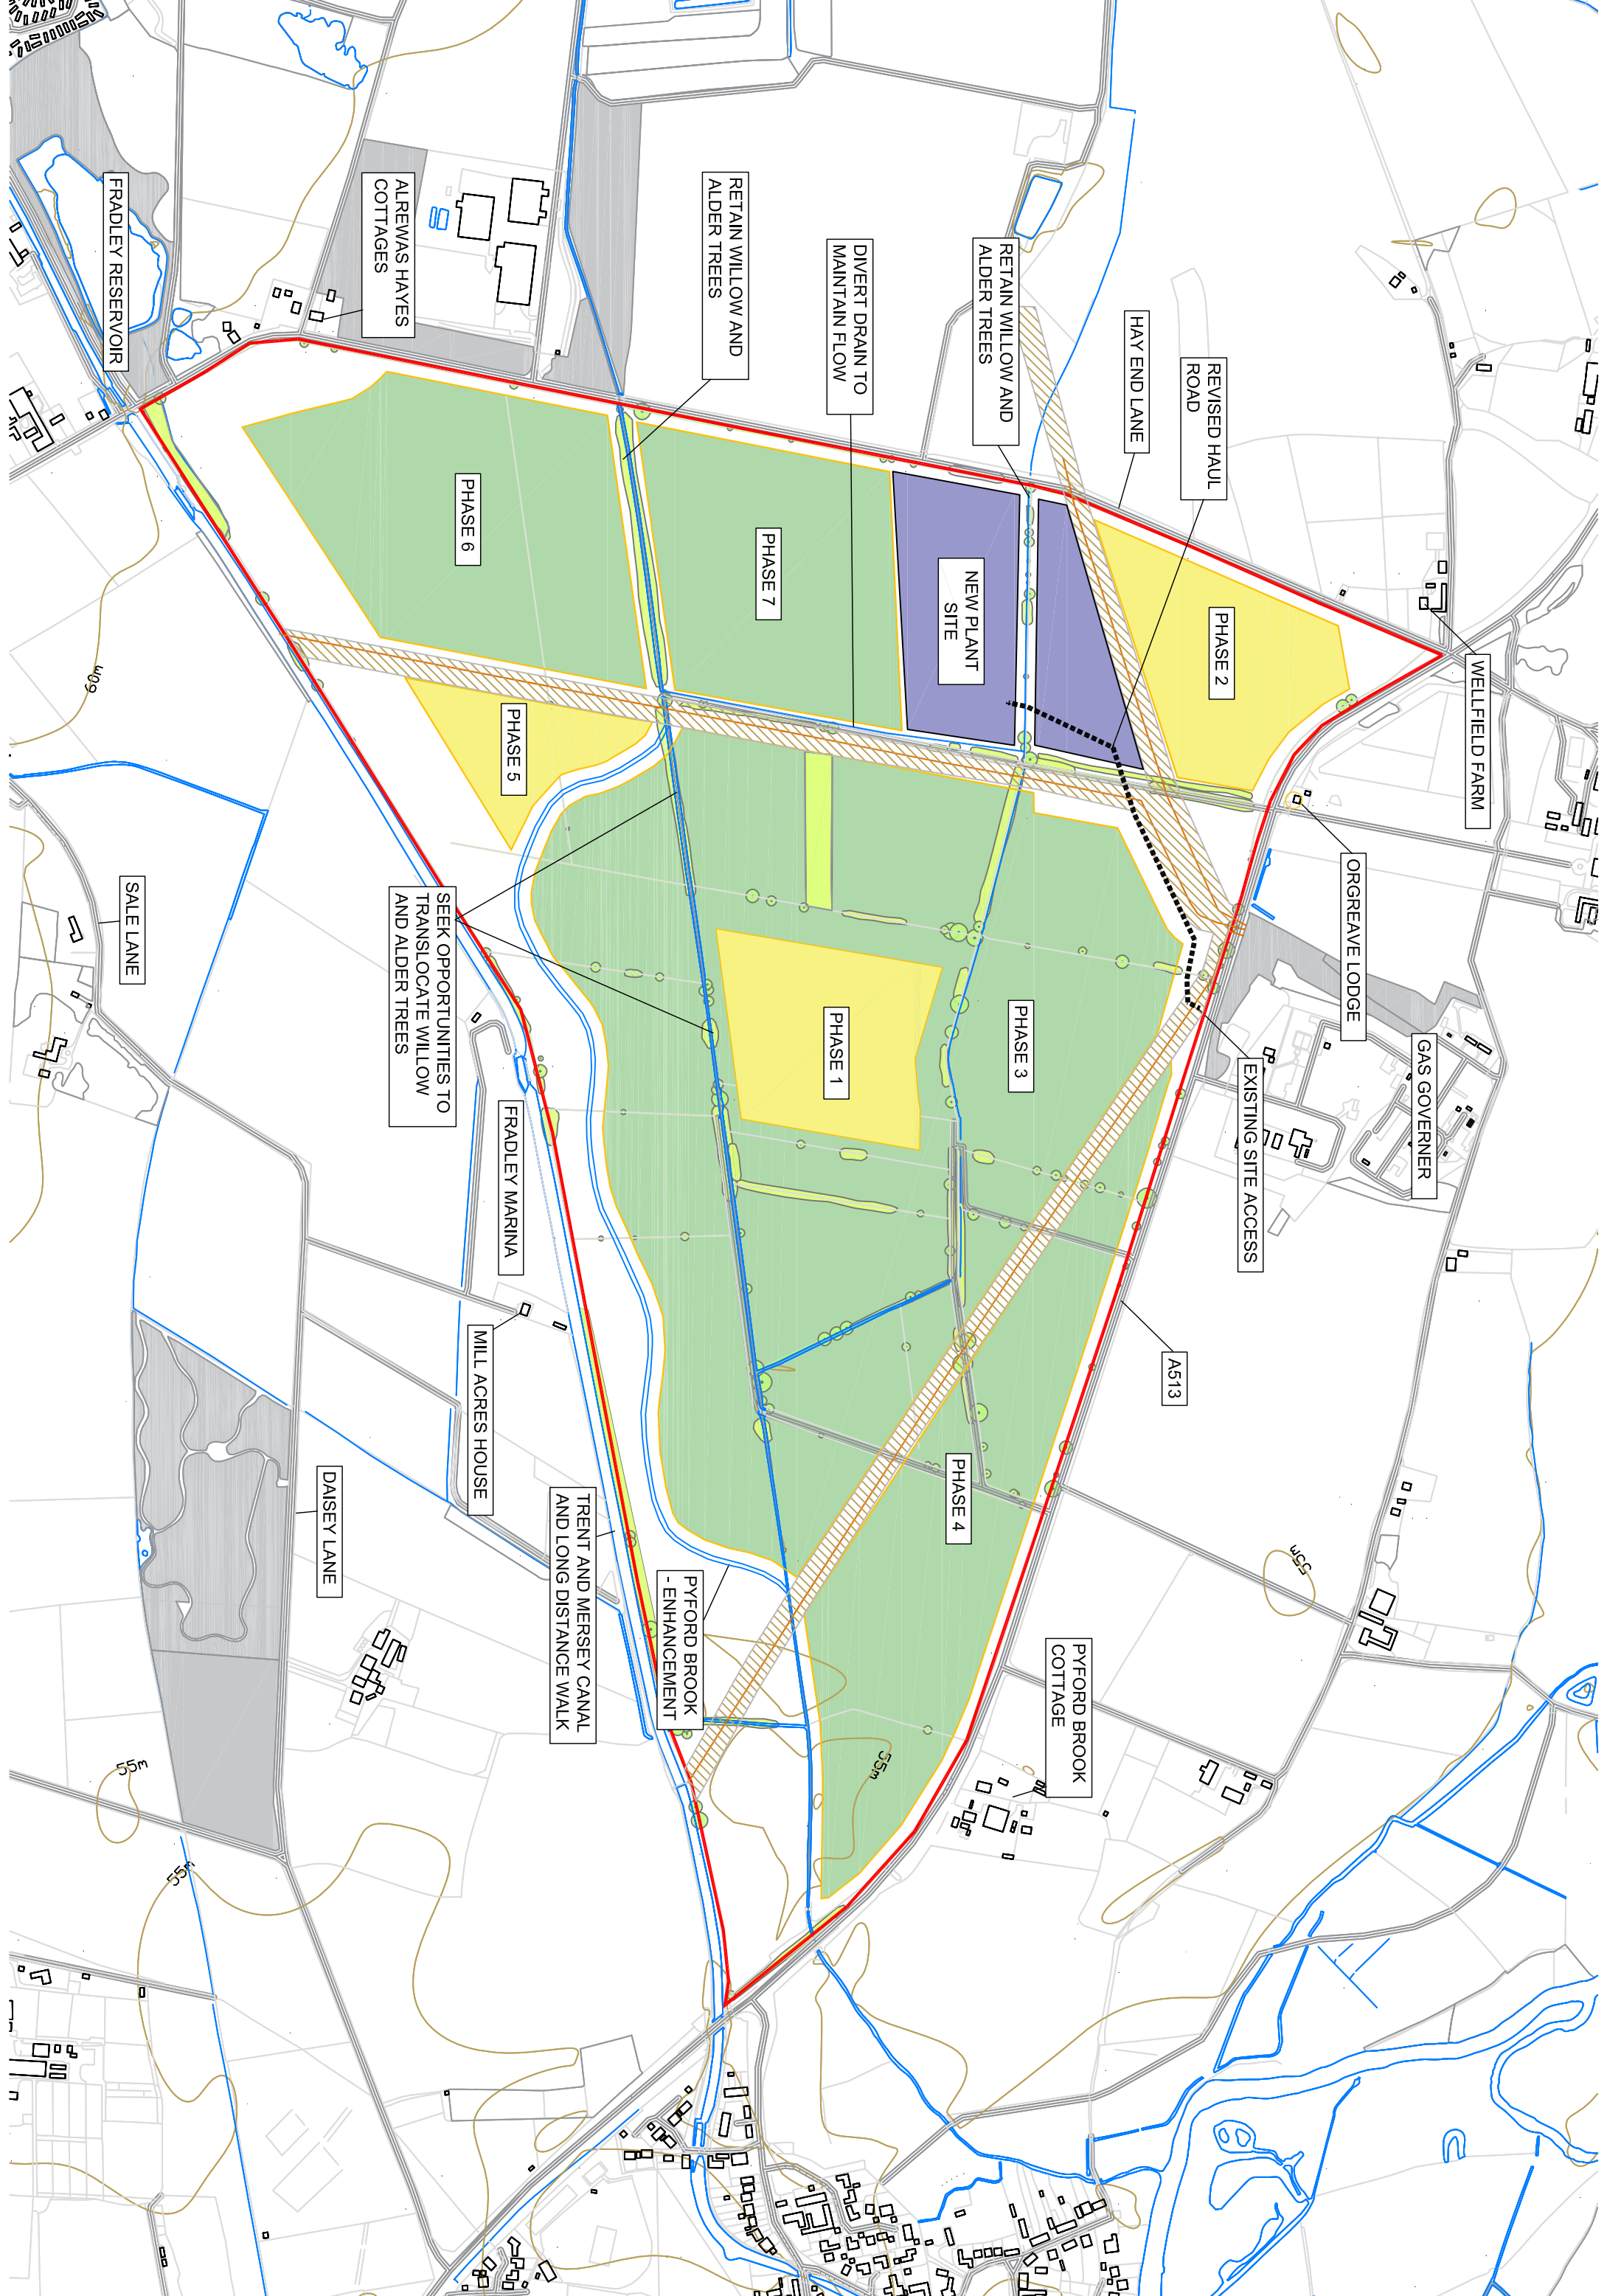 WELLFIELD FARM
ORGREAVE LODGE
GAS GOVERNER
EXISTING SITE ACCESS
A513
55m
PYFORD BROOK
COTTAGE
REVISED HAUL
ROAD
HAY END LANE
PHASE 2
RETAIN WILLOW AND
ALDER TREES
NEW PLANT
SITE
PHASE 3
PHASE 4
55m
DIVERT DRAIN TO
MAINTAIN FLOW
PHASE 7
PHASE 1
RETAIN WILLOW AND
ALDER TREES
PYFORD BROOK
- ENHANCEMENT
TRENT AND MERSEY CANAL
AND LONG DISTANCE WALK
PHASE 5
PHASE 6
FRADLEY MARINA
MILL ACRES HOUSE
SEEK OPPORTUNITIES TO
TRANSLOCATE WILLOW
AND ALDER TREES
ALREWAS HAYES
COTTAGES
DAISEY LANE
FRADLEY RESERVOIR
SALE LANE
60m
55m
55m